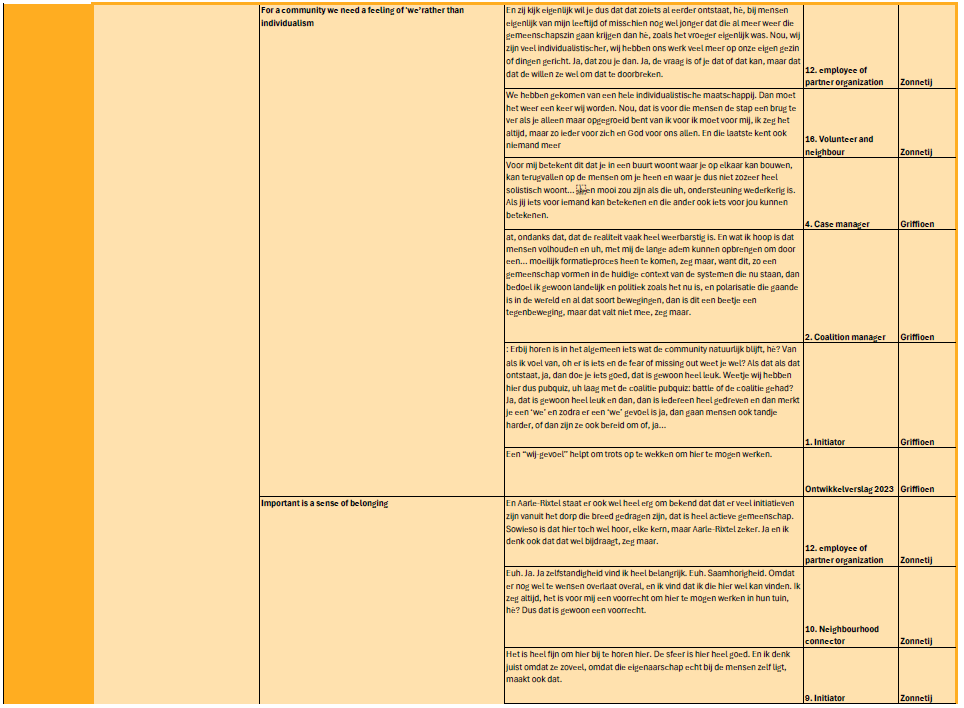 For a community we need a feeling of 'we'rather than
individualism
En zij kijk eigenlijk wil je dus dat dat zoiets al eerder ontstaat, hè, bij mensen
eigenlijk van mijn leeftijd of misschien nog wel jonger dat die al meer weer die
gemeenschapszin gaan krijgen dan hè, zoals het vroeger eigenlijk was. Nou, wij
zijn veel individualistischer, wij hebben ons werk veel meer op onze eigen gezin
of dingen gericht. Ja, dat zou je dan. Ja, de vraag is of je dat of dat kan, maar dat
dat de willen ze wel om dat te doorbreken.
12. employee of
partner organization
Zonnetij
We hebben gekomen van een hele individualistische maatschappij. Dan moet
het weer een keer wij worden. Nou, dat is voor die mensen de stap een brug te
ver als je alleen maar opgegroeid bent van ik voor ik moet voor mij, ik zeg het
altijd, maar zo ieder voor zich en God voor ons allen. En die laatste kent ook
niemand meer
16. Volunteer and
neighbour
Zonnetij
Voor mij betekent dit dat je in een buurt woont waar je op elkaar kan bouwen,
kan terugvallen op de mensen om je heen en waar je dus niet zozeer heel
solistisch woont... en mooi zou zijn als die uh, ondersteuning wederkerig is.
Als jij iets voor iemand kan betekenen en die ander ook iets voor jou kunnen
betekenen.
4. Case manager
Griffioen
at, ondanks dat, dat de realiteit vaak heel weerbarstig is. En wat ik hoop is dat
mensen volhouden en uh, met mij de lange adem kunnen opbrengen om door
een... moeilijk formatieproces heen te komen, zeg maar, want dit, zo een
gemeenschap vormen in de huidige context van de systemen die nu staan, dan
bedoel ik gewoon landelijk en politiek zoals het nu is, en polarisatie die gaande
is in de wereld en al dat soort bewegingen, dan is dit een beetje een
tegenbeweging, maar dat valt niet mee, zeg maar.
2. Coalition manager
Griffioen
: Erbij horen is in het algemeen iets wat de community natuurlijk blijft, hè? Van
als ik voel van, oh er is iets en de fear of missing out weet je wel? Als dat als dat
ontstaat, ja, dan doe je iets goed, dat is gewoon heel leuk. Weetje wij hebben
hier dus pubquiz, uh laag met de coalitie pubquiz: battle of de coalitie gehad?
Ja, dat is gewoon heel leuk en dan, dan is iedereen heel gedreven en dan merkt
je een 'we' en zodra er een 'we' gevoel is ja, dan gaan mensen ook tandje
harder, of dan zijn ze ook bereid om of, ja...
1. Initiator
Griffioen
Een "wij-gevoel" helpt om trots op te wekken om hier te mogen werken.
Ontwikkelverslag 2023
Griffioen
Important is a sense of belonging
En Aarle-Rixtel staat er ook wel heel erg om bekend dat dat er veel initiatieven
zijn vanuit het dorp die breed gedragen zijn, dat is heel actieve gemeenschap.
Sowieso is dat hier toch wel hoor, elke kern, maar Aarle-Rixtel zeker. Ja en ik
denk ook dat dat wel bijdraagt, zeg maar.
12. employee of
partner organization
Zonnetij
Euh. Ja. Ja zelfstandigheid vind ik heel belangrijk. Euh. Saamhorigheid. Omdat
er nog wel te wensen overlaat overal, en ik vind dat ik die hier wel kan vinden. Ik
zeg altijd, het is voor mij een voorrecht om hier te mogen werken in hun tuin,
hè? Dus dat is gewoon een voorrecht.
10. Neighbourhood
connector
Zonnetij
Het is heel fijn om hier bij te horen hier. De sfeer is hier heel goed. En ik denk
juist omdat ze zoveel, omdat die eigenaarschap echt bij de mensen zelf ligt,
maakt ook dat.
9. Initiator
Zonnetij